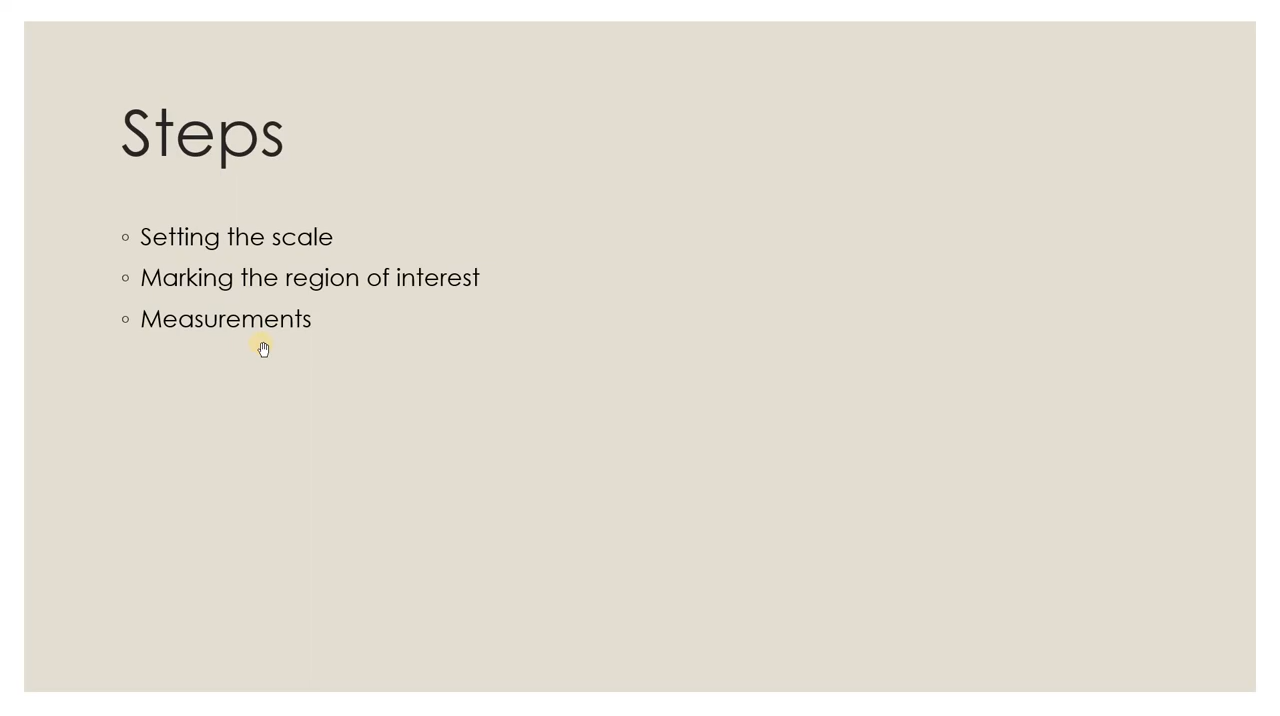 Steps
◦ Setting the scale
◦ Marking the region of interest
◦ Measurements